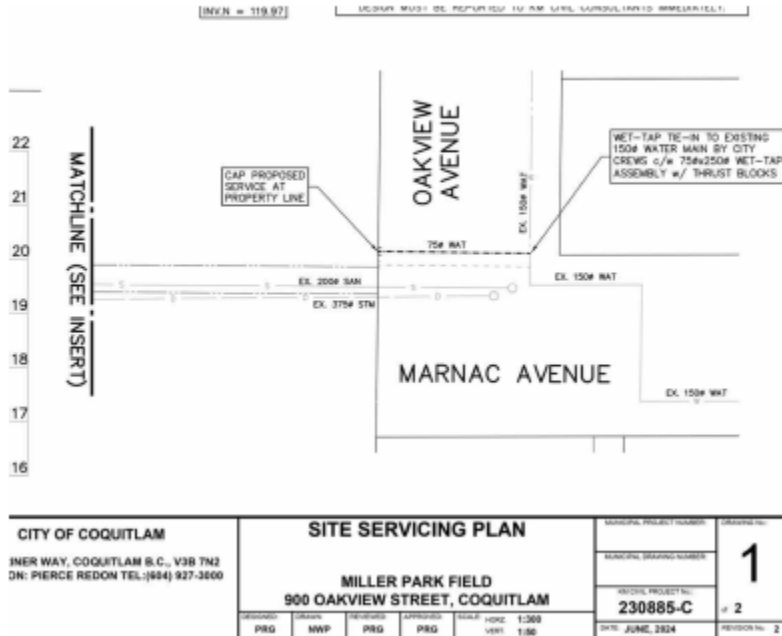 INV.N = 119.97
DESIGN MUST BE REPORTED TO KM CIVIL CONSULTANTS IMMEDIATELY.
22
21
20
19
18
17
16
MATCHLINE (SEE INSERT)
CAP PROPOSED
SERVICE AT
PROPERTY LINE
OAKVIEW
AVENUE
EX. 150ø WAT
WET-TAP TIE-IN TO EXISTING
150ø WATER MAIN BY CITY
CREWS c/w 75øx250ø WET-TAP
ASSEMBLY w/ THRUST BLOCKS
75ø WAT
EX. 200ø SAN
S
S
S
EX. 150ø WAT
D
D
D
EX. 375ø STM
MARNAC AVENUE
EX. 150ø WAT
CITY OF COQUITLAM
INER WAY, COQUITLAM B.C., V3B 7N2
ON: PIERCE REDON TEL:(604) 927-3000
SITE SERVICING PLAN
MILLER PARK FIELD
900 OAKVIEW STREET, COQUITLAM
DESIGNED: PRG
DRAWN: NWP
REVIEWED: PRG
APPROVED: PRG
SCALE: HORZ. 1:300
VERT. 1:50
MUNICIPAL PROJECT NUMBER:
MUNICIPAL DRAWING NUMBER:
KM CIVIL PROJECT No.:
230885-C
DATE: JUNE, 2024
DRAWING No.:
1
of 2
REVISION No. 2